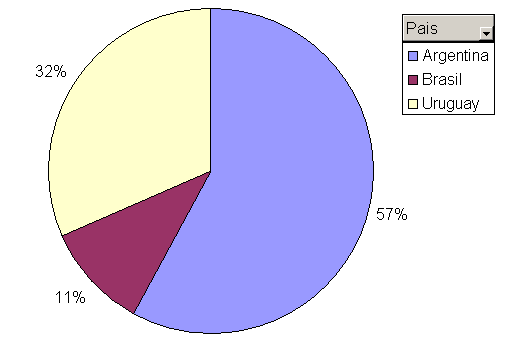 Pais
Argentina
Brasil
Uruguay
32%
57%
11%